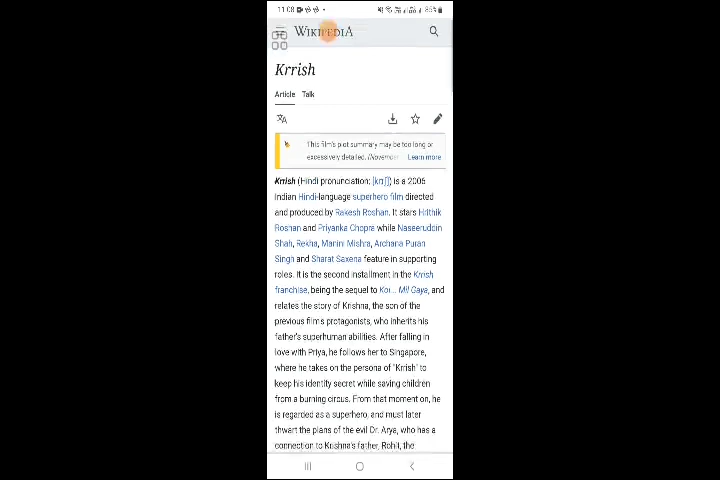 11:08
85%
WIKIPEDIA
Krrish
Article Talk
This film's plot summary may be too long or
excessively detailed. (November Learn more
Krrish (Hindi pronunciation: [krɪʃ]) is a 2006
Indian Hindi-language superhero film directed
and produced by Rakesh Roshan. It stars Hrithik
Roshan and Priyanka Chopra while Naseeruddin
Shah, Rekha, Manini Mishra, Archana Puran
Singh and Sharat Saxena feature in supporting
roles. It is the second installment in the Krrish
franchise, being the sequel to Koi... Mil Gaya, and
relates the story of Krishna, the son of the
previous film's protagonists, who inherits his
father's superhuman abilities. After falling in
love with Priya, he follows her to Singapore,
where he takes on the persona of "Krrish" to
keep his identity secret while saving children
from a burning circus. From that moment on, he
is regarded as a superhero, and must later
thwart the plans of the evil Dr. Arya, who has a
connection to Krishna's father, Rohit, the